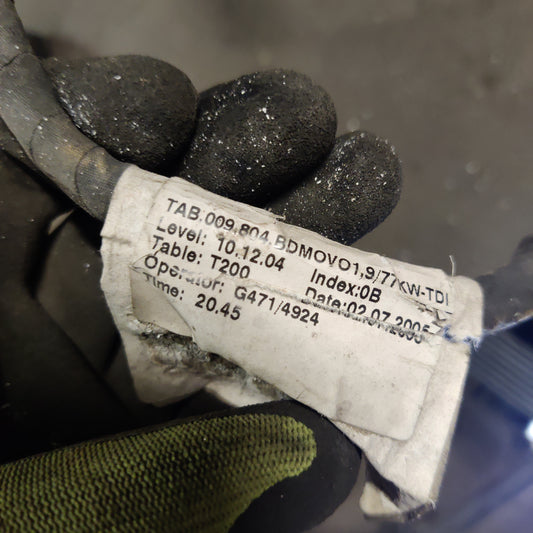 TAB.009.804.BDMOVO1,9/77KW-TDI
Level: 10.12.04 Index:0B
Table: T200 Date:02.07.2005
Operator: G471/4924
Time: 20.45